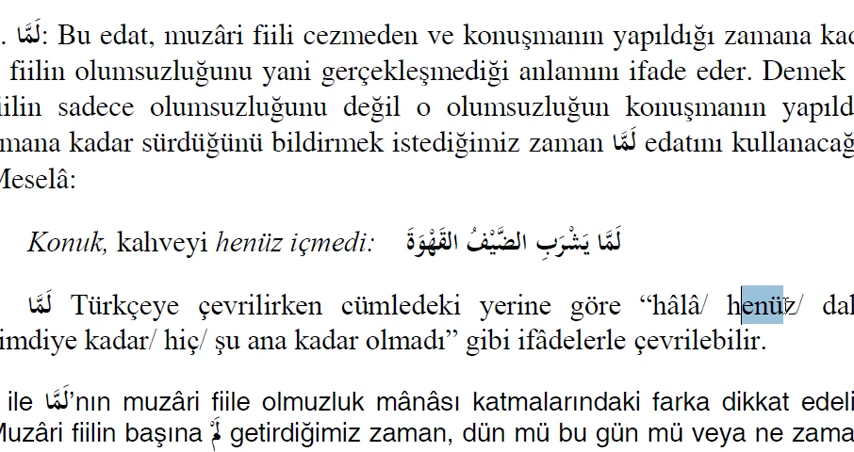 . لَمَّا: Bu edat, muzâri fiili cezmeden ve konuşmanın yapıldığı zamana kad
fiilin olumsuzluğunu yani gerçekleşmediği anlamını ifade eder. Demek
iilin sadece olumsuzluğunu değil o olumsuzluğun konuşmanın yapıld
mana kadar sürdüğünü bildirmek istediğimiz zaman لَمَّا edatını kullanacağ
Meselâ:
Konuk, kahveyi henüz içmedi: لَمَّا يَشْرَبِ الضَّيْفُ القَهْوَةَ
لَمَّا Türkçeye çevrilirken cümledeki yerine göre “hâlâ/ henüz/ dah
imdiye kadar/ hiç/ şu ana kadar olmadı” gibi ifâdelerle çevrilebilir.
ile لَمَّا’nın muzâri fiile olmuzluk mânâsı katmalarındaki farka dikkat edeli
Muzâri fiilin başına لَمْ getirdiğimiz zaman, dün mü bu gün mü veya ne zama